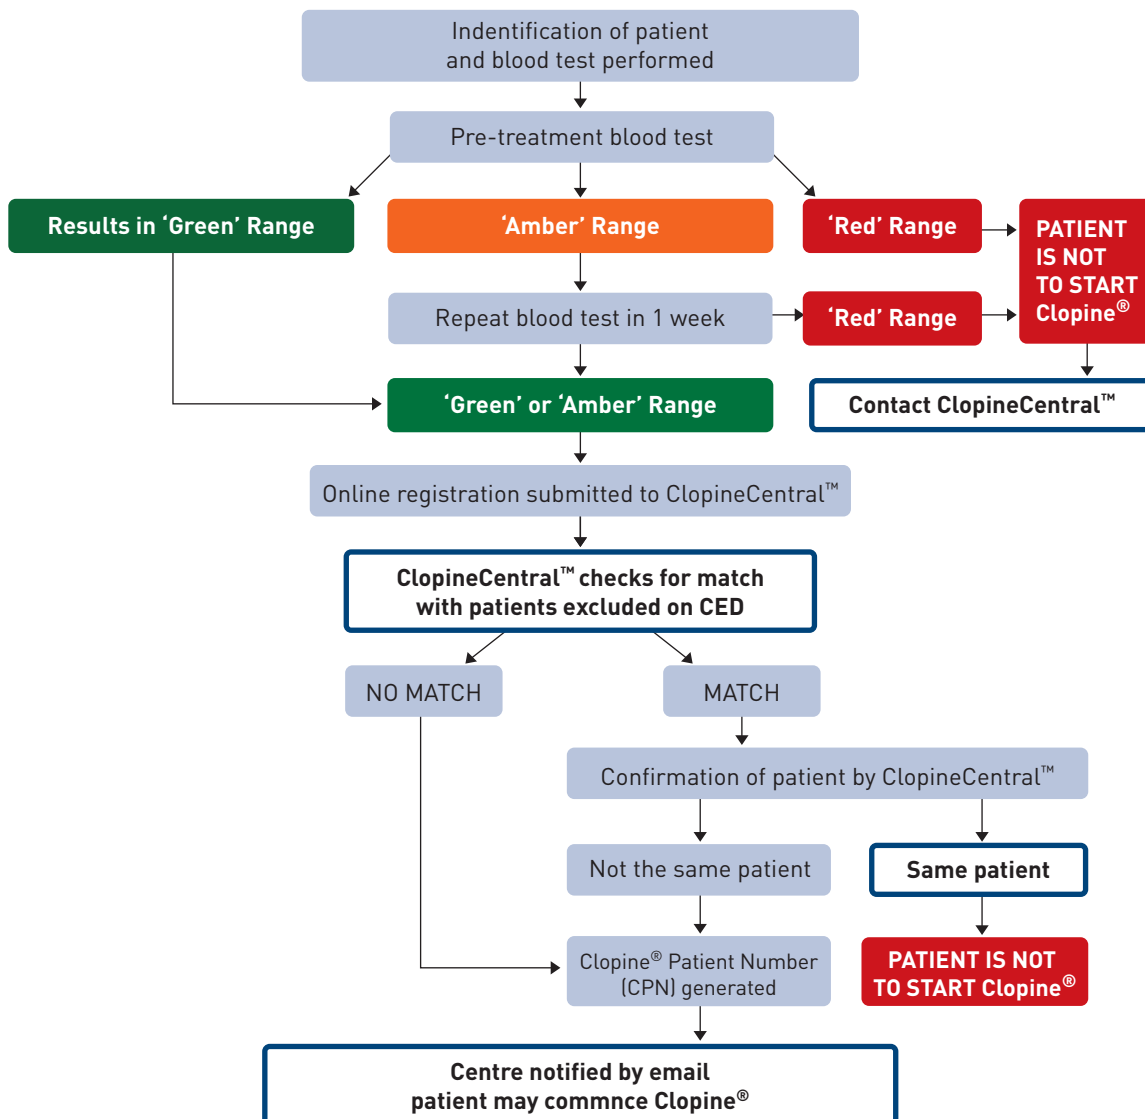 Indentification of patient
and blood test performed
Pre-treatment blood test
Results in ‘Green’ Range
‘Amber’ Range
‘Red’ Range
PATIENT
IS NOT
TO START
Clopine®
Repeat blood test in 1 week
‘Red’ Range
‘Green’ or ‘Amber’ Range
Contact ClopineCentral™
Online registration submitted to ClopineCentral™
ClopineCentral™ checks for match
with patients excluded on CED
NO MATCH
MATCH
Confirmation of patient by ClopineCentral™
Not the same patient
Same patient
Clopine® Patient Number
(CPN) generated
PATIENT IS NOT
TO START Clopine®
Centre notified by email
patient may commnce Clopine®